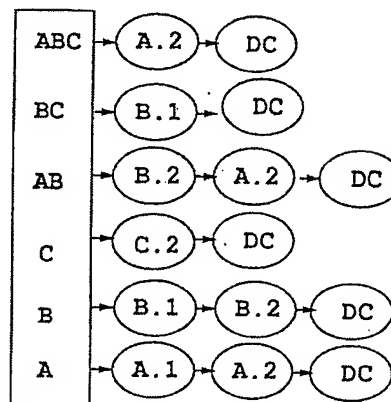 ABC A.2 DC
BC B.1 DC
AB B.2 A.2 DC
C C.2 DC
B B.1 B.2 DC
A A.1 A.2 DC